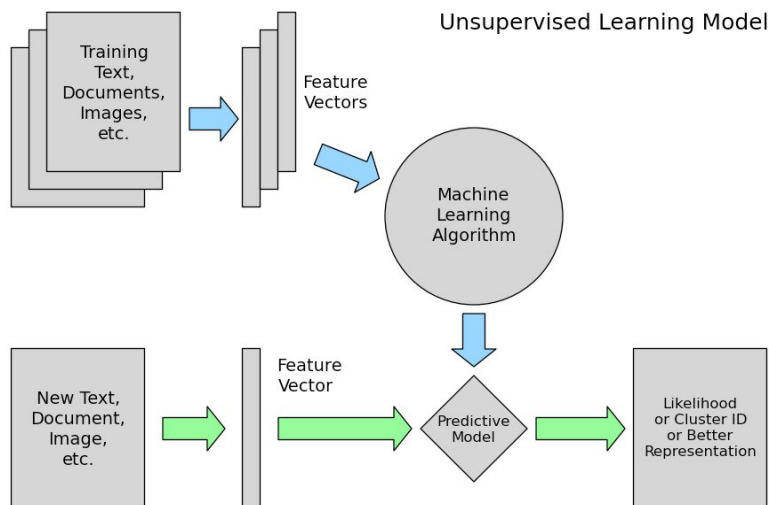 Unsupervised Learning Model
Training
Text,
Documents,
Images,
etc.
Feature
Vectors
Machine
Learning
Algorithm
New Text,
Document,
Image,
etc.
Feature
Vector
Predictive
Model
Likelihood
or Cluster ID
or Better
Representation